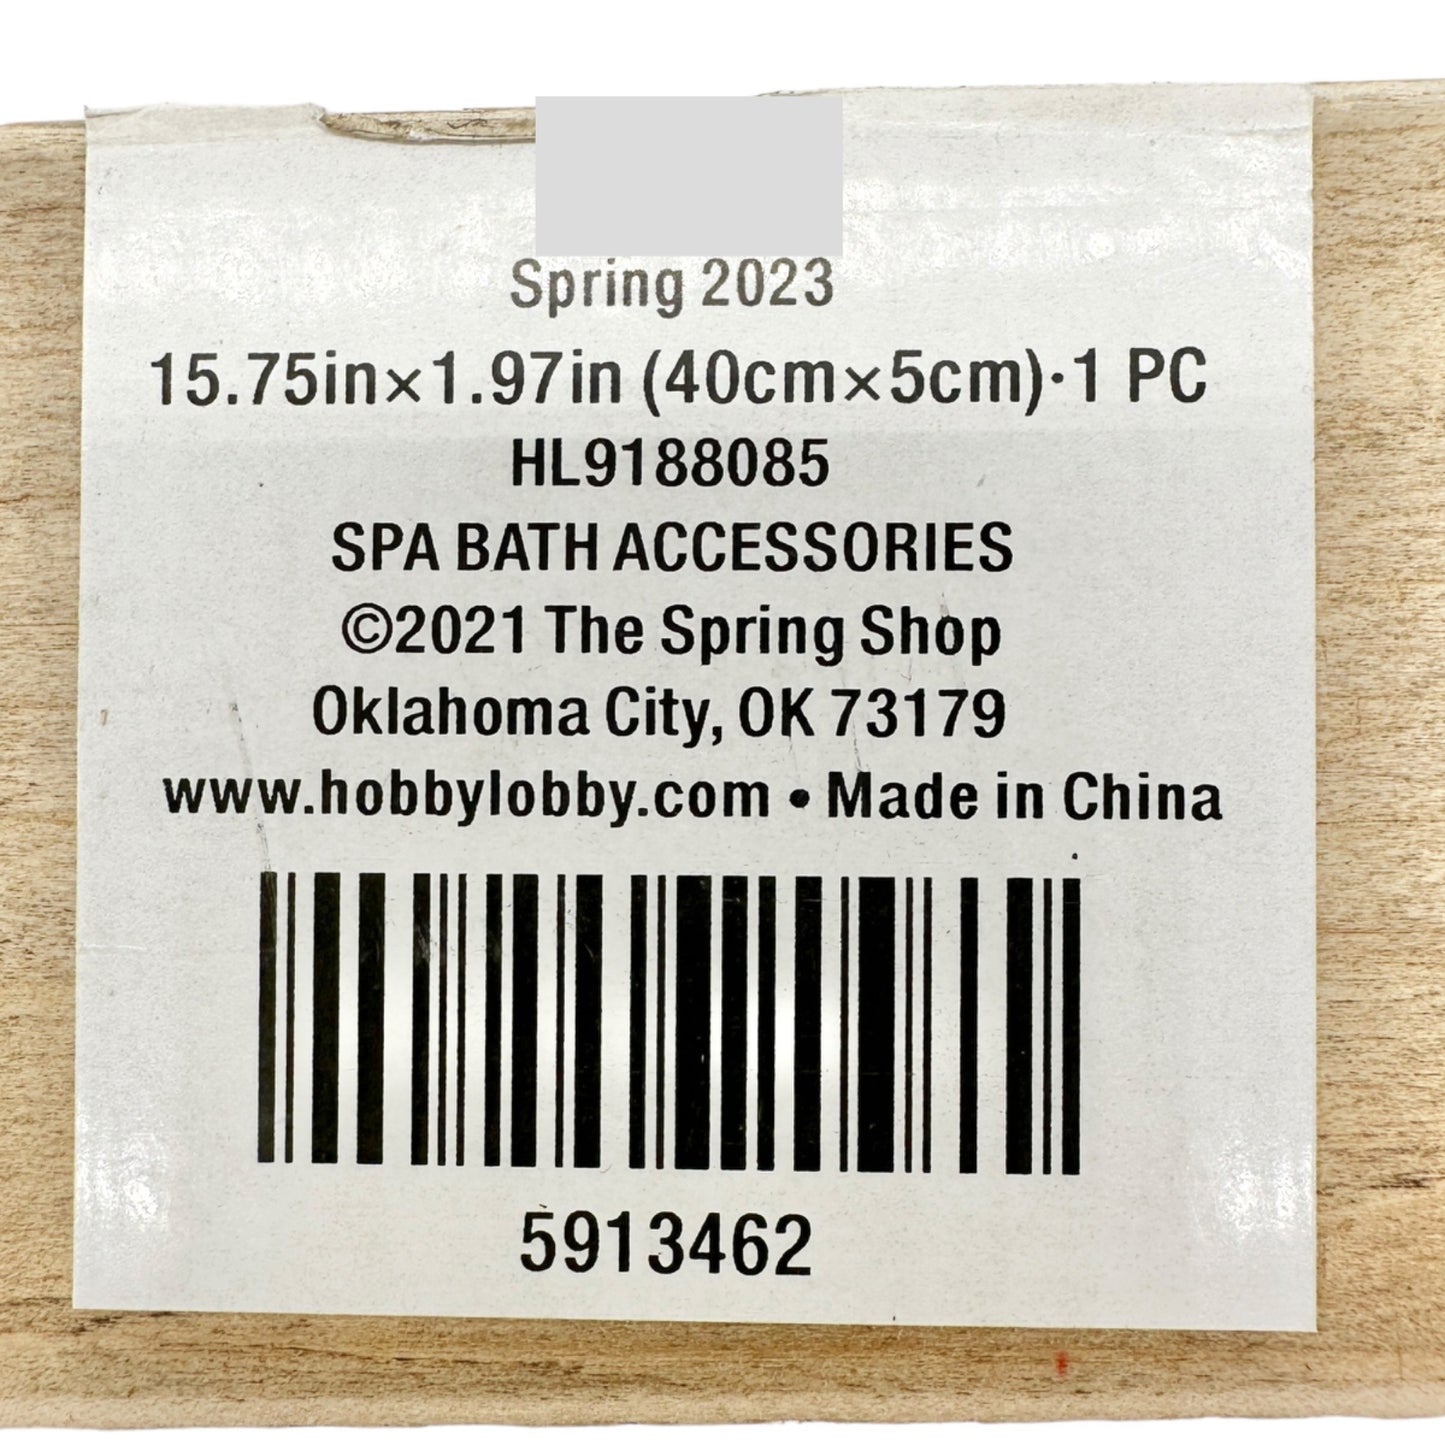 Spring 2023
15.75in×1.97in (40cm×5cm)·1 PC
HL9188085
SPA BATH ACCESSORIES
©2021 The Spring Shop
Oklahoma City, OK 73179
www.hobbylobby.com • Made in China
5913462